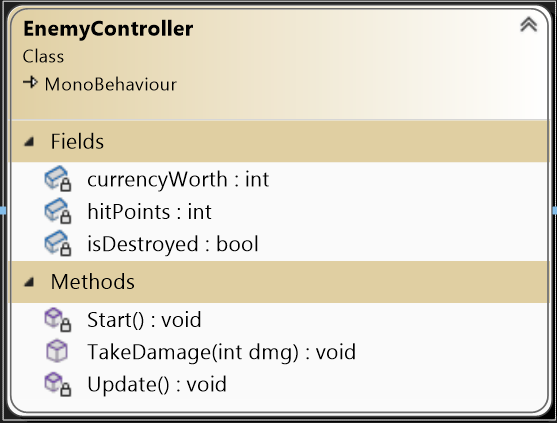 EnemyController
Class
MonoBehaviour
Fields
currencyWorth : int
hitPoints : int
isDestroyed : bool
Methods
Start() : void
TakeDamage(int dmg) : void
Update() : void